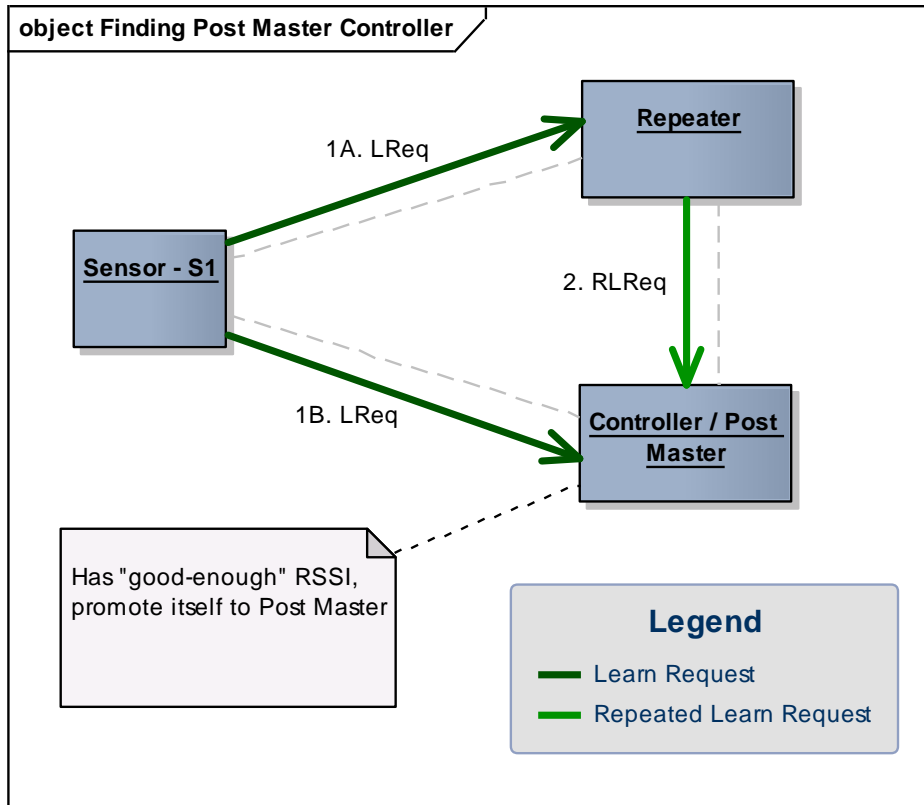 object Finding Post Master Controller
Repeater
1A. LReq
Sensor - S1
2. RLReq
1B. LReq
Controller / Post
Master
Has "good-enough" RSSI,
promote itself to Post Master
Legend
Learn Request
Repeated Learn Request